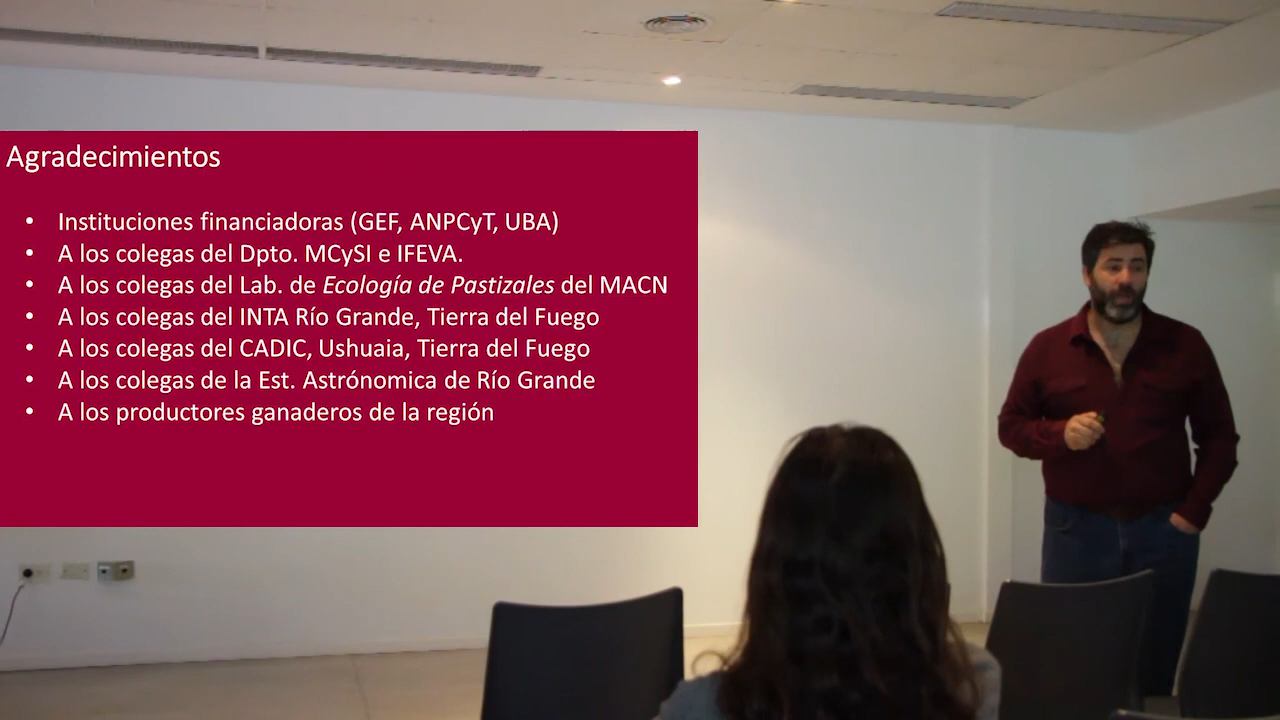 Agradecimientos
• Instituciones financiadoras (GEF, ANPCyT, UBA)
• A los colegas del Dpto. MCySI e IFEVA.
• A los colegas del Lab. de Ecología de Pastizales del MACN
• A los colegas del INTA Río Grande, Tierra del Fuego
• A los colegas del CADIC, Ushuaia, Tierra del Fuego
• A los colegas de la Est. Astrónomica de Río Grande
• A los productores ganaderos de la región